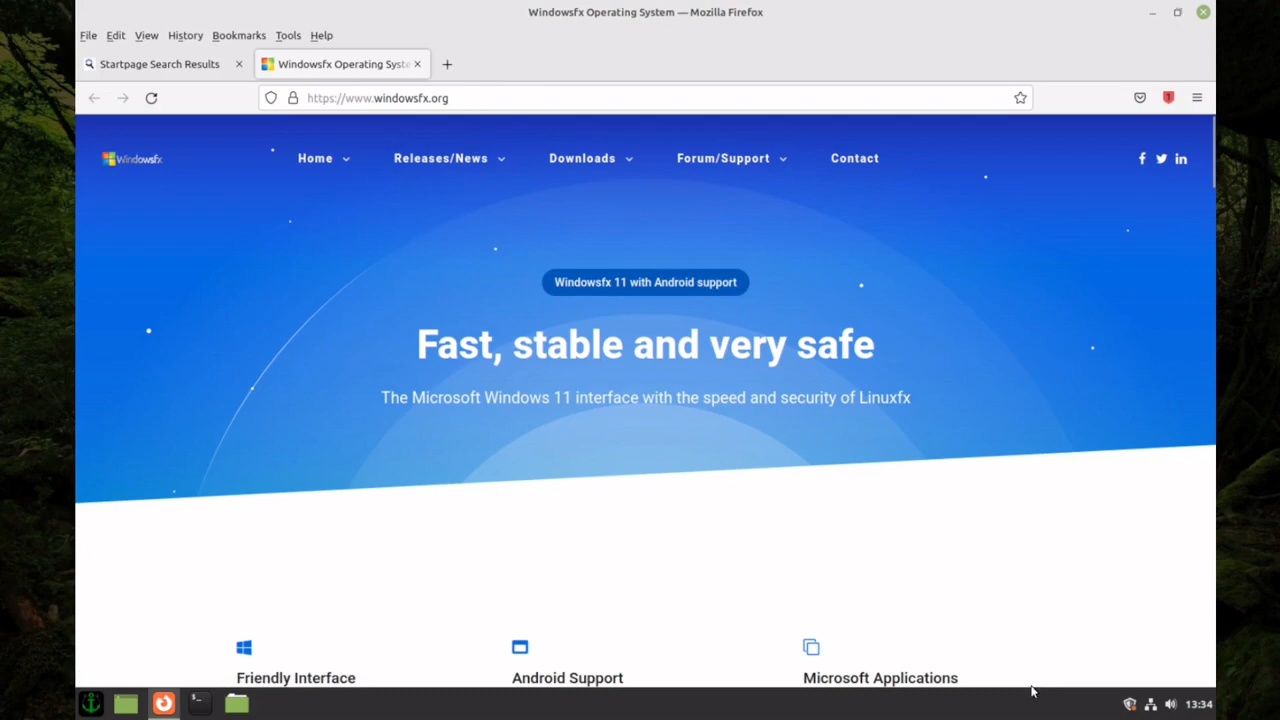 Windowsfx Operating System — Mozilla Firefox
File Edit View History Bookmarks Tools Help
Startpage Search Results
Windowsfx Operating Syste
https://www.windowsfx.org
1
Windowsfx
Home
Releases/News
Downloads
Forum/Support
Contact
Windowsfx 11 with Android support
Fast, stable and very safe
The Microsoft Windows 11 interface with the speed and security of Linuxfx
Friendly Interface
Android Support
Microsoft Applications
13:34